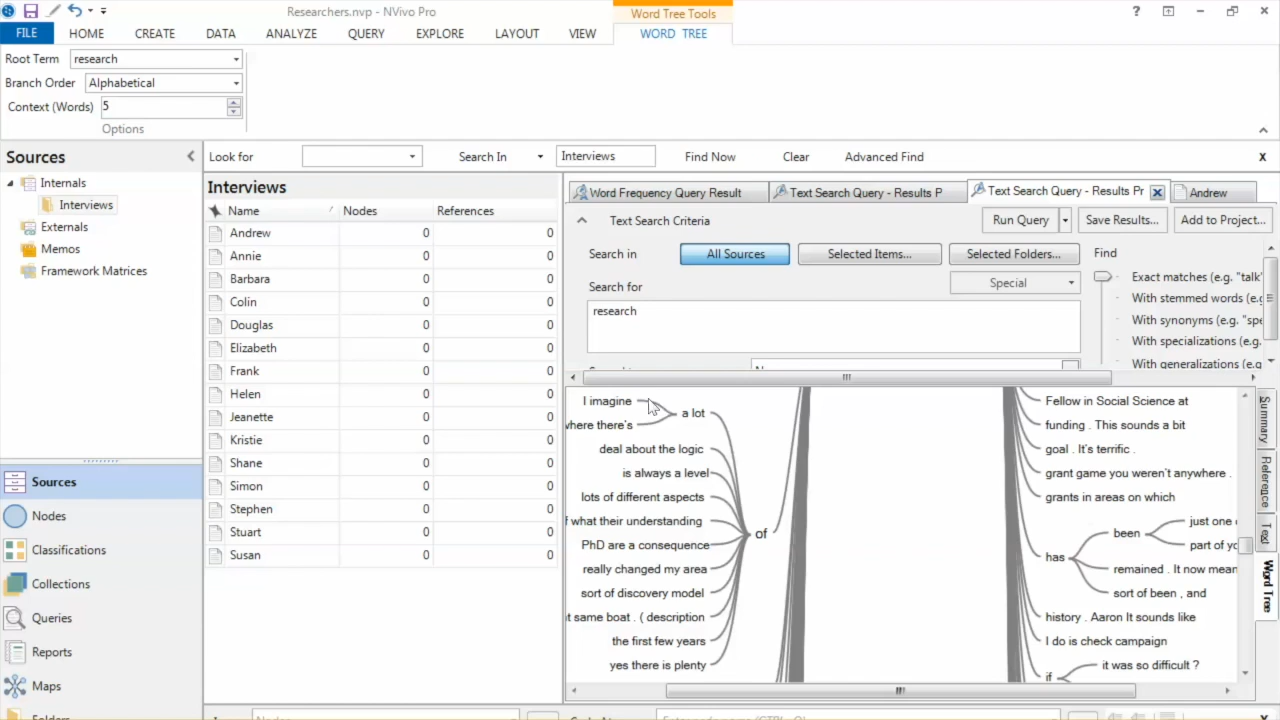 Researchers.nvp - NVivo Pro
Word Tree Tools
FILE HOME CREATE DATA ANALYZE QUERY EXPLORE LAYOUT VIEW WORD TREE
Root Term research
Branch Order Alphabetical
Context (Words) 5
Options
Sources
Internals
Interviews
Externals
Memos
Framework Matrices
Sources
Nodes
Classifications
Collections
Queries
Reports
Maps
Folders
Look for Search In Interviews Find Now Clear Advanced Find x
Interviews
Name Nodes References
Andrew 0 0
Annie 0 0
Barbara 0 0
Colin 0 0
Douglas 0 0
Elizabeth 0 0
Frank 0 0
Helen 0 0
Jeanette 0 0
Kristie 0 0
Shane 0 0
Simon 0 0
Stephen 0 0
Stuart 0 0
Susan 0 0
Word Frequency Query Result Text Search Query - Results P Text Search Query - Results Pr Andrew
Text Search Criteria Run Query Save Results... Add to Project...
Search in All Sources Selected Items... Selected Folders... Find
Special
Search for
research
Exact matches (e.g. "talk"
With stemmed words (e.g
With synonyms (e.g. "spe
With specializations (e.g.
With generalizations (e.g
I imagine
where there's
a lot
deal about the logic
is always a level
lots of different aspects
f what their understanding
PhD are a consequence
really changed my area
sort of discovery model
t same boat . ( description
the first few years
yes there is plenty
of
Fellow in Social Science at
funding . This sounds a bit
goal . It's terrific .
grant game you weren't anywhere .
grants in areas on which
has
been
just one
part of yo
remained . It now mean
sort of been , and
history . Aaron It sounds like
I do is check campaign
if
it was so difficult ?
Summary
Reference
Text
Word Tree